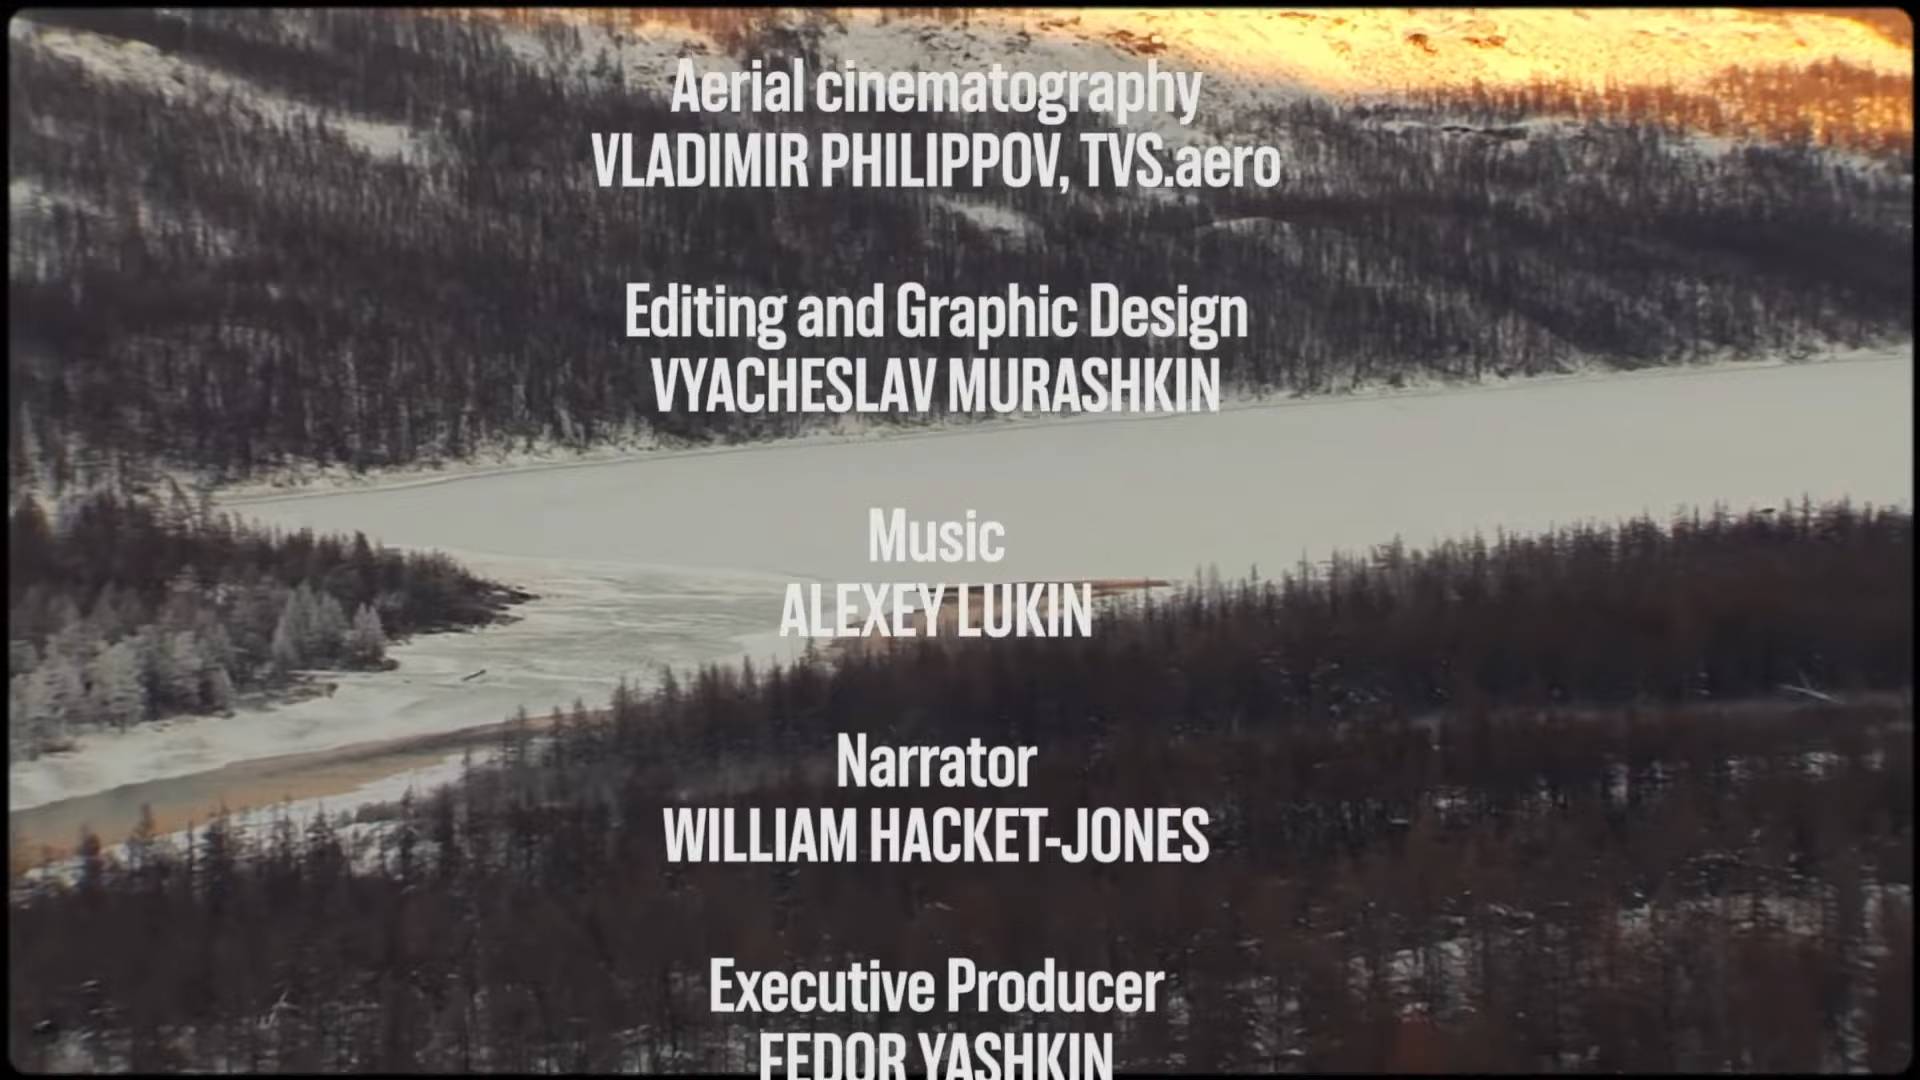 Aerial cinematography
VLADIMIR PHILIPPOV, TVS.aero
Editing and Graphic Design
VYACHESLAV MURASHKIN
Music
ALEXEY LUKIN
Narrator
WILLIAM HACKET-JONES
Executive Producer
FEDOR YASHKIN